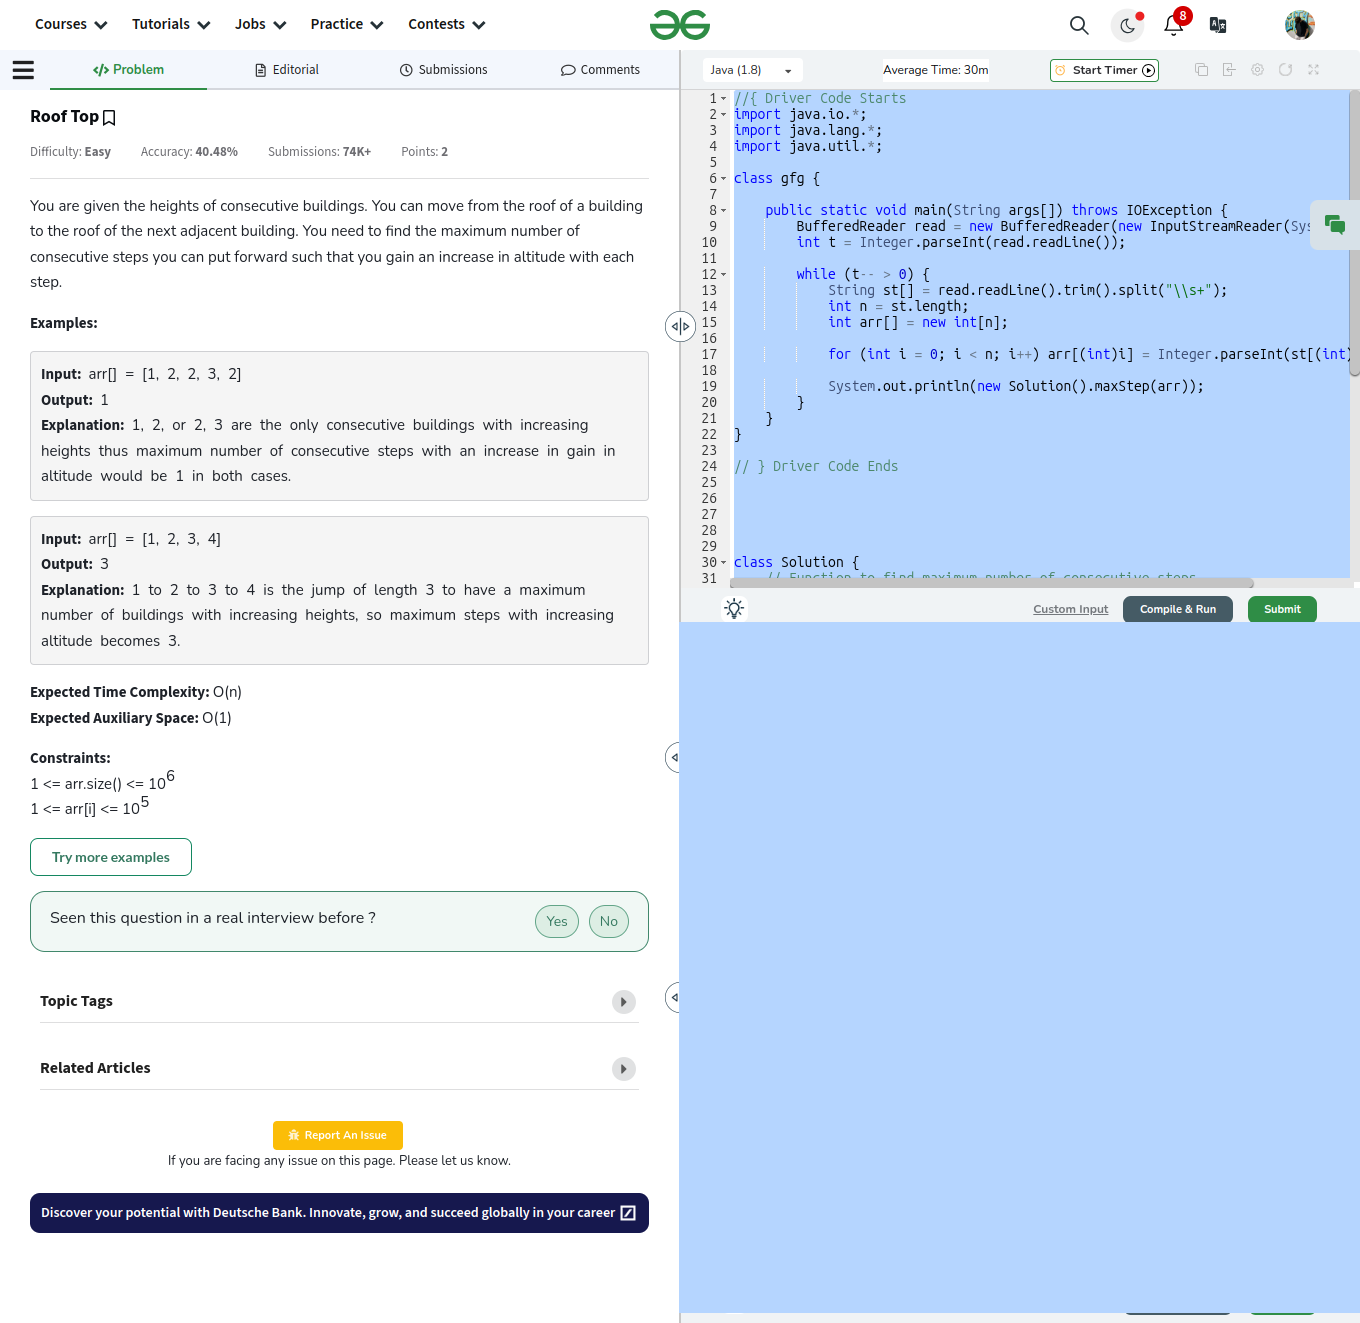 Courses Tutorials Jobs Practice Contests
8
Problem Editorial Submissions Comments
Roof Top
Difficulty: Easy Accuracy: 40.48% Submissions: 74K+ Points: 2
You are given the heights of consecutive buildings. You can move from the roof of a building
to the roof of the next adjacent building. You need to find the maximum number of
consecutive steps you can put forward such that you gain an increase in altitude with each
step.
Examples:
Input: arr[] = [1, 2, 2, 3, 2]
Output: 1
Explanation: 1, 2, or 2, 3 are the only consecutive buildings with increasing
heights thus maximum number of consecutive steps with an increase in gain in
altitude would be 1 in both cases.
Input: arr[] = [1, 2, 3, 4]
Output: 3
Explanation: 1 to 2 to 3 to 4 is the jump of length 3 to have a maximum
number of buildings with increasing heights, so maximum steps with increasing
altitude becomes 3.
Expected Time Complexity: O(n)
Expected Auxiliary Space: O(1)
Constraints:
1 <= arr.size() <= 10^6
1 <= arr[i] <= 10^5
Try more examples
Seen this question in a real interview before ? Yes No
Topic Tags
Related Articles
Report An Issue
If you are facing any issue on this page. Please let us know.
Discover your potential with Deutsche Bank. Innovate, grow, and succeed globally in your career
Java (1.8) Average Time: 30m Start Timer
1 //{ Driver Code Starts
2 import java.io.*;
3 import java.lang.*;
4 import java.util.*;
5
6 class gfg {
7
8 public static void main(String args[]) throws IOException {
9 BufferedReader read = new BufferedReader(new InputStreamReader(Sys
10 int t = Integer.parseInt(read.readLine());
11
12 while (t-- > 0) {
13 String st[] = read.readLine().trim().split("\\s+");
14 int n = st.length;
15 int arr[] = new int[n];
16
17 for (int i = 0; i < n; i++) arr[(int)i] = Integer.parseInt(st[(int)
18
19 System.out.println(new Solution().maxStep(arr));
20 }
21 }
22 }
23
24 // } Driver Code Ends
25
26
27
28
29
30 class Solution {
31 // Function to find maximum number of consecutive steps
Custom Input Compile & Run Submit